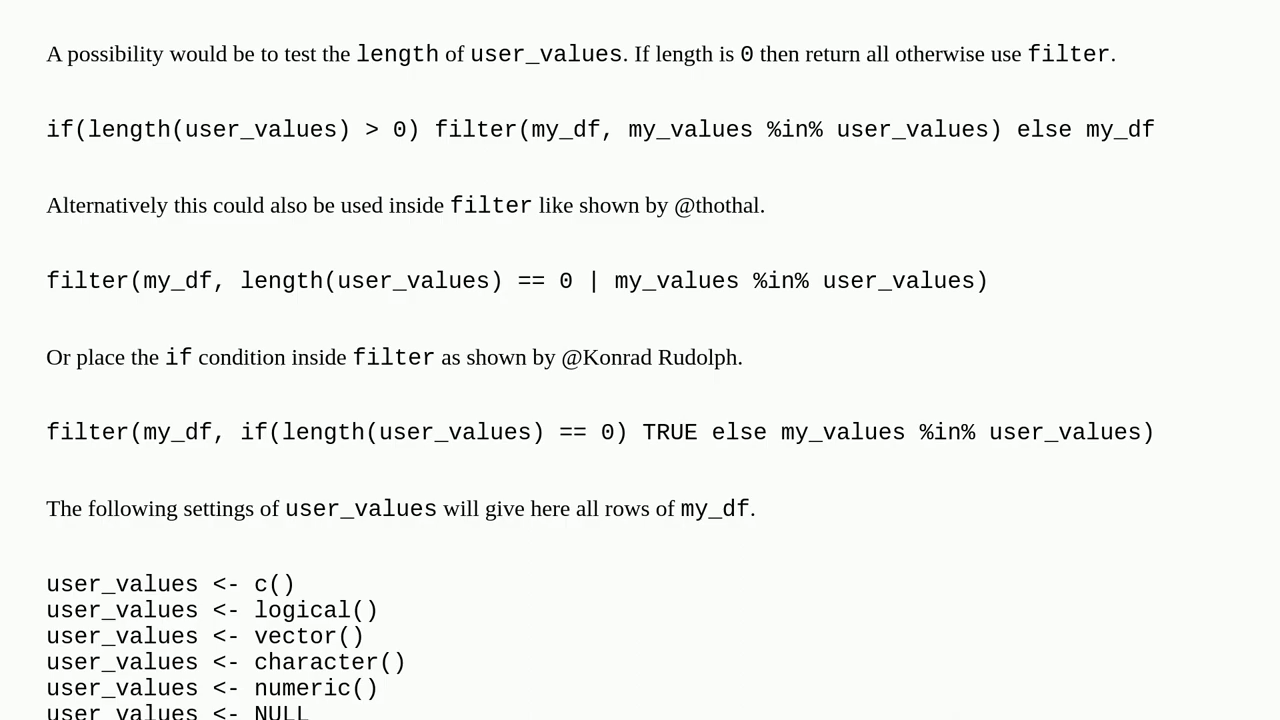 A possibility would be to test the length of user_values. If length is 0 then return all otherwise use filter.
if(length(user_values) > 0) filter(my_df, my_values %in% user_values) else my_df
Alternatively this could also be used inside filter like shown by @thothal.
filter(my_df, length(user_values) == 0 | my_values %in% user_values)
Or place the if condition inside filter as shown by @Konrad Rudolph.
filter(my_df, if(length(user_values) == 0) TRUE else my_values %in% user_values)
The following settings of user_values will give here all rows of my_df.
user_values <- c()
user_values <- logical()
user_values <- vector()
user_values <- character()
user_values <- numeric()
user_values <- NULL